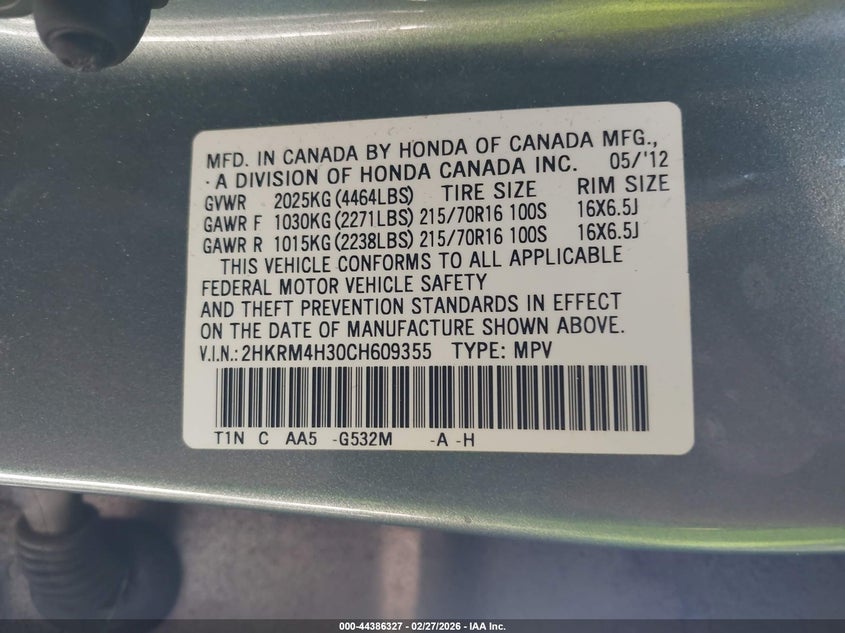 MFD. IN CANADA BY HONDA OF CANADA MFG.,
A DIVISION OF HONDA CANADA INC. 05/'12
GVWR 2025KG (4464LBS) TIRE SIZE RIM SIZE
GAWR F 1030KG (2271LBS) 215/70R16 100S 16X6.5J
GAWR R 1015KG (2238LBS) 215/70R16 100S 16X6.5J
THIS VEHICLE CONFORMS TO ALL APPLICABLE
FEDERAL MOTOR VEHICLE SAFETY
AND THEFT PREVENTION STANDARDS IN EFFECT
ON THE DATE OF MANUFACTURE SHOWN ABOVE.
V.I.N.: 2HKRM4H30CH609355 TYPE: MPV
T1N C AA5 -G532M -A -H
000-44386327 - 02/27/2026 - IAA Inc.